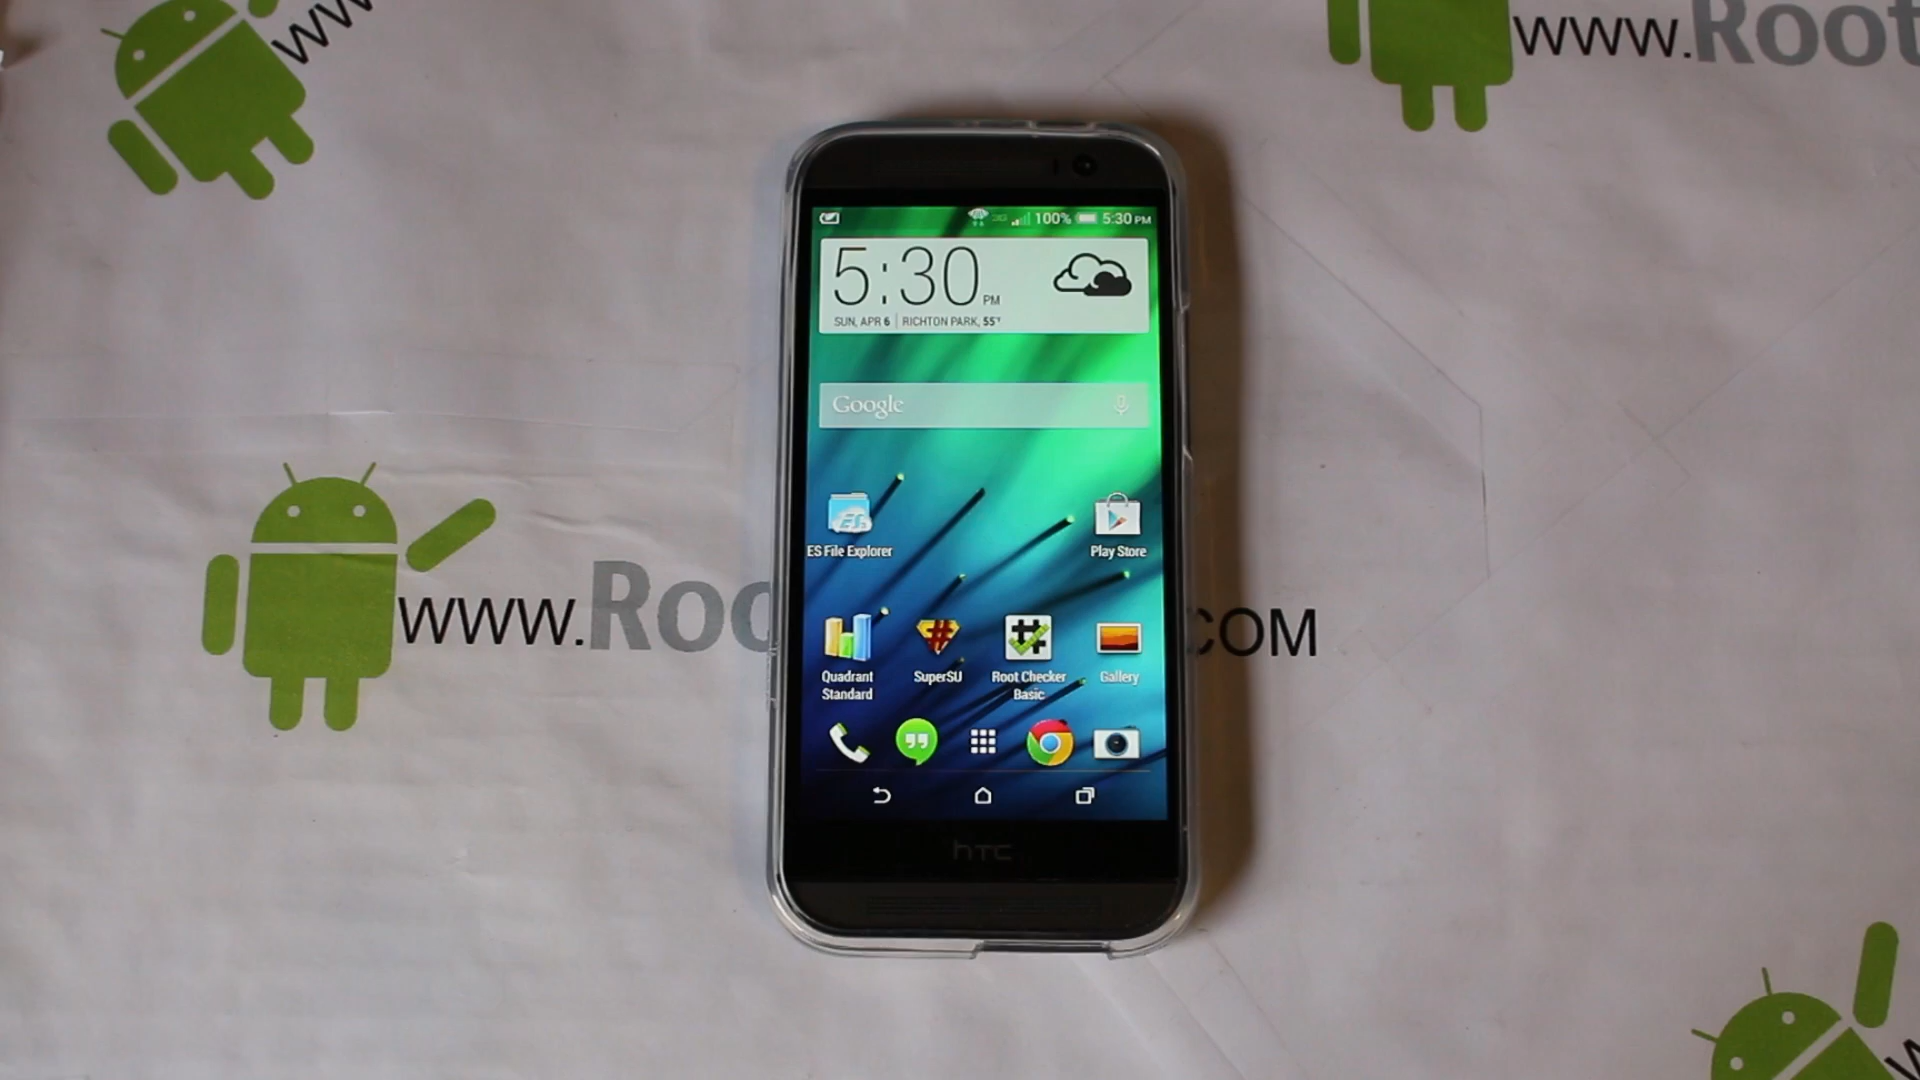 www.Root
100% 5:30 PM
5:30 PM
SUN, APR 6 | RICHTON PARK, 55°F
Google
ES File Explorer
Play Store
www.Roo
COM
Quadrant Standard
SuperSU
Root Checker Basic
Gallery
hTC